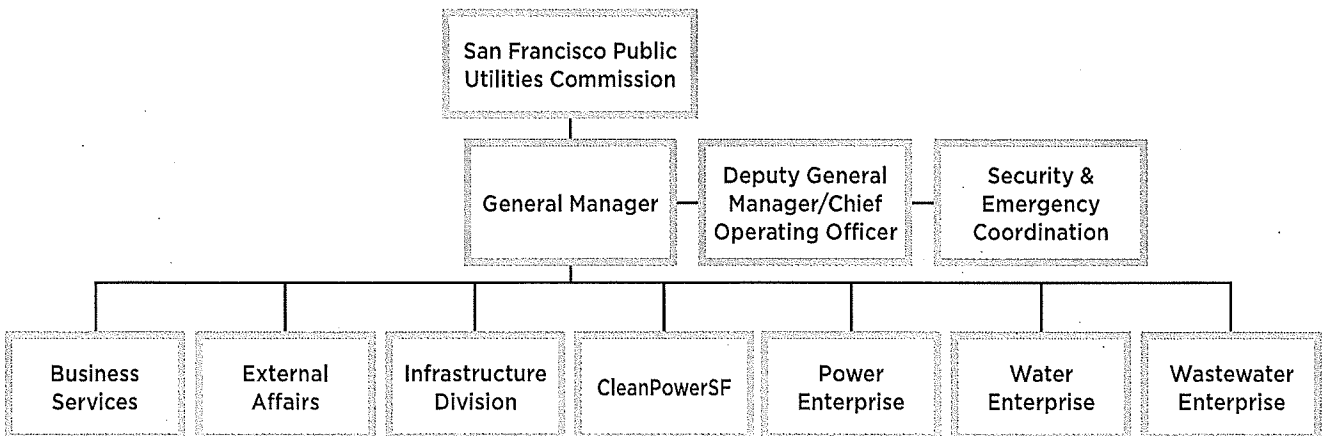 San Francisco Public
Utilities Commission
General Manager
Deputy General
Manager/Chief
Operating Officer
Security &
Emergency
Coordination
Business
Services
External
Affairs
Infrastructure
Division
CleanPowerSF
Power
Enterprise
Water
Enterprise
Wastewater
Enterprise